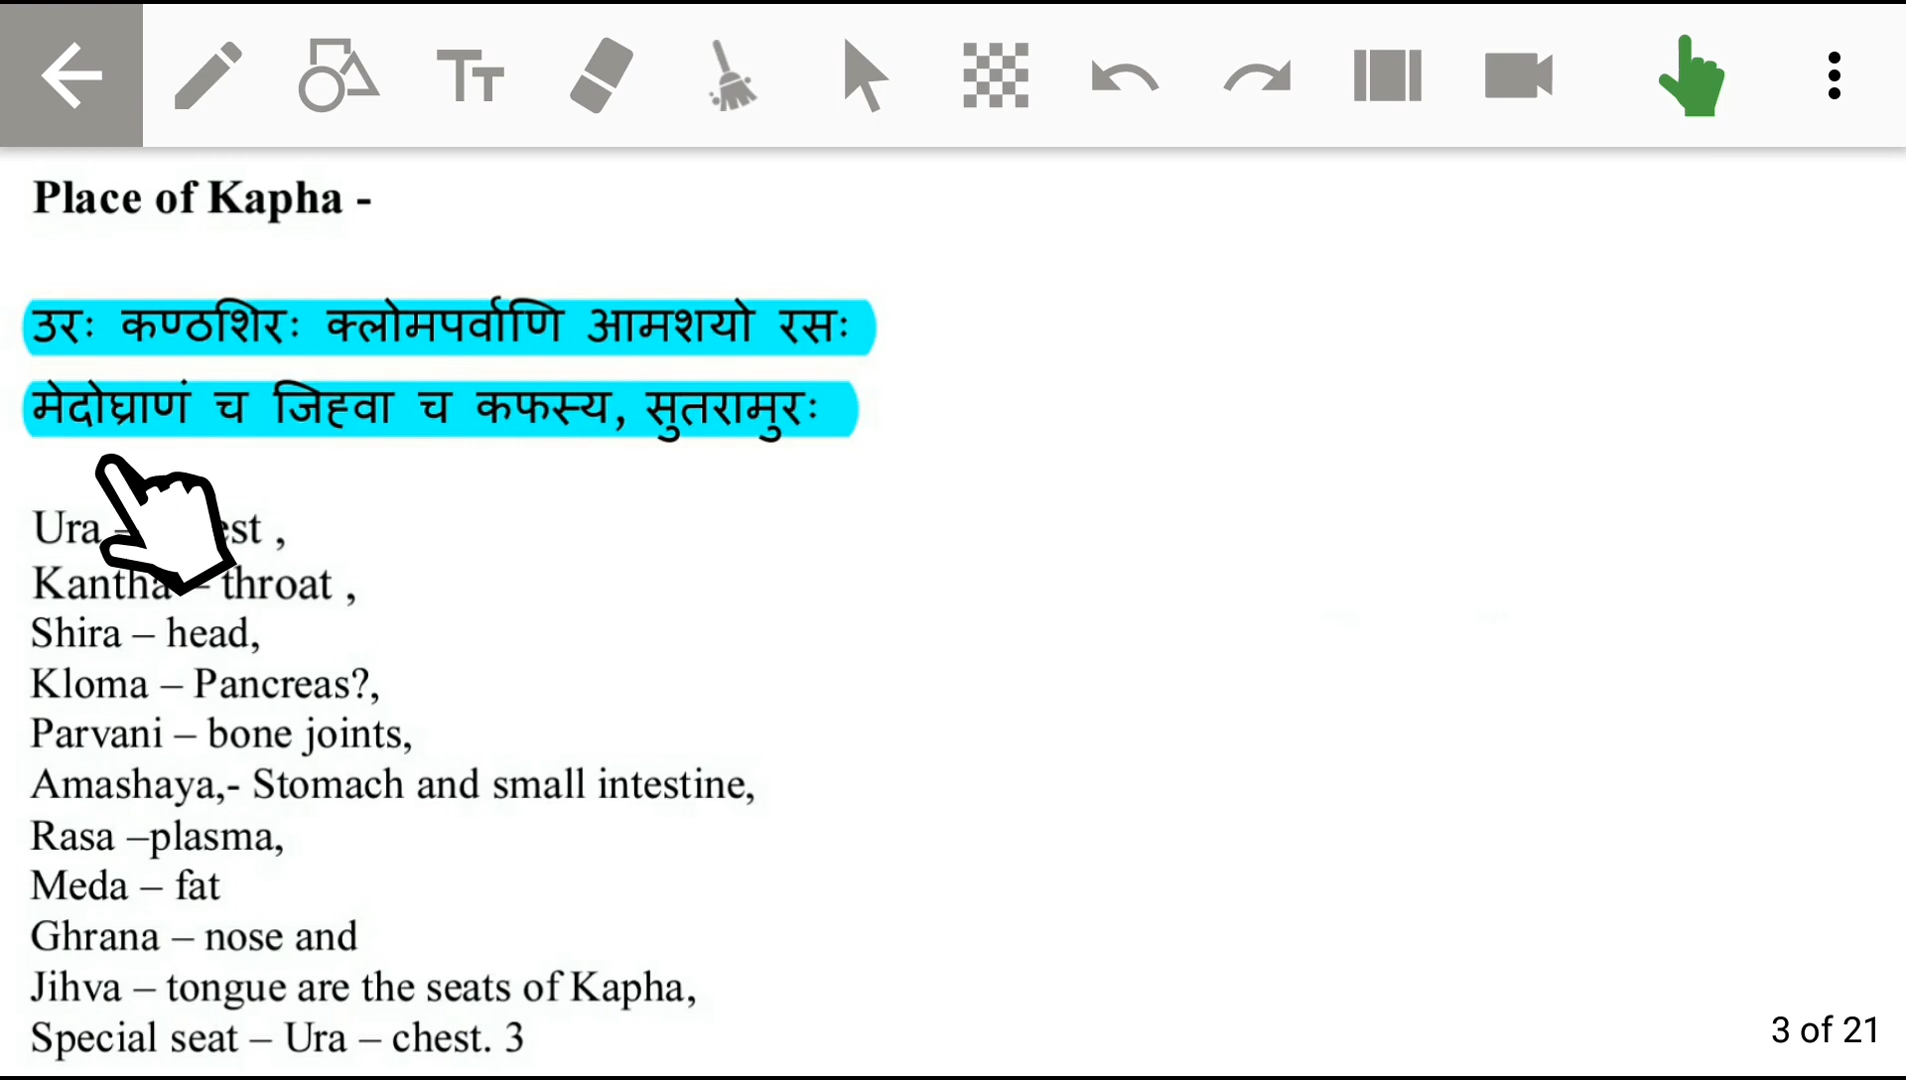 Place of Kapha -
उरः कण्ठशिरः क्लोमपर्वाणि आमशयो रसः
मेदोघ्राणं च जिह्वा च कफस्य, सुतरामुरः
Ura –
Kantha – throat ,
Shira – head,
Kloma – Pancreas?,
Parvani – bone joints,
Amashaya,- Stomach and small intestine,
Rasa –plasma,
Meda – fat
Ghrana – nose and
Jihva – tongue are the seats of Kapha,
Special seat – Ura – chest. 3
3 of 21